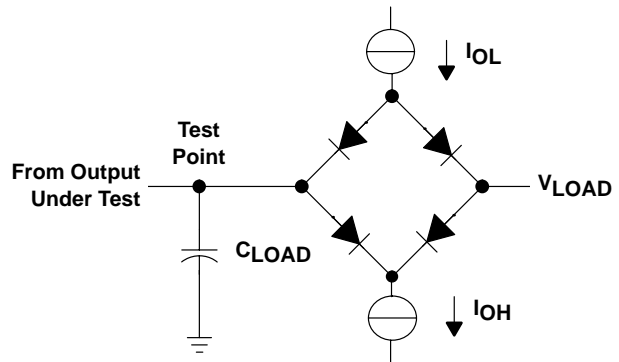 IOL
Test
Point
From Output
Under Test
VLOAD
CLOAD
IOH